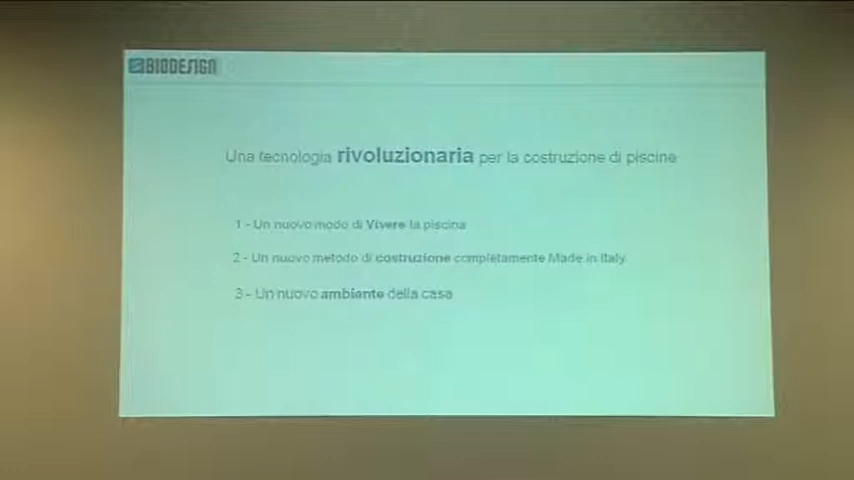 BIODESIGN
Una tecnologia rivoluzionaria per la costruzione di piscine
1 - Un nuovo modo di Vivere la piscina
2 - Un nuovo metodo di costruzione completamente Made in Italy
3 - Un nuovo ambiente della casa